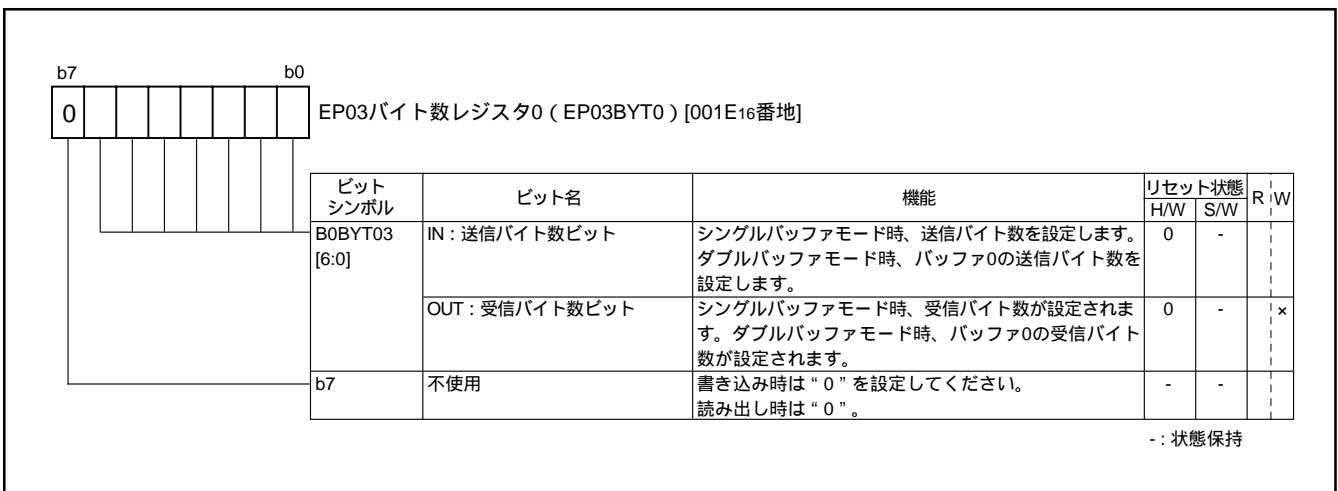 b7 b0
0 EP03バイト数レジスタ0（EP03BYT0）[001E16番地]
ビット
シンボル
ビット名
機能
リセット状態
H/W S/W
R W
B0BYT03
[6:0]
IN：送信バイト数ビット
シングルバッファモード時、送信バイト数を設定します。
ダブルバッファモード時、バッファ0の送信バイト数を
設定します。
0 -
OUT：受信バイト数ビット
シングルバッファモード時、受信バイト数が設定されま
す。ダブルバッファモード時、バッファ0の受信バイト
数が設定されます。
0 - ×
b7
不使用
書き込み時は“0”を設定してください。
読み出し時は“0”。
- -
-：状態保持